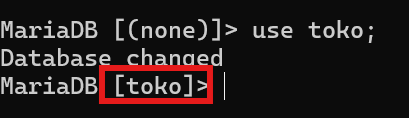 MariaDB [(none)]> use toko;
Database changed
MariaDB [toko]>